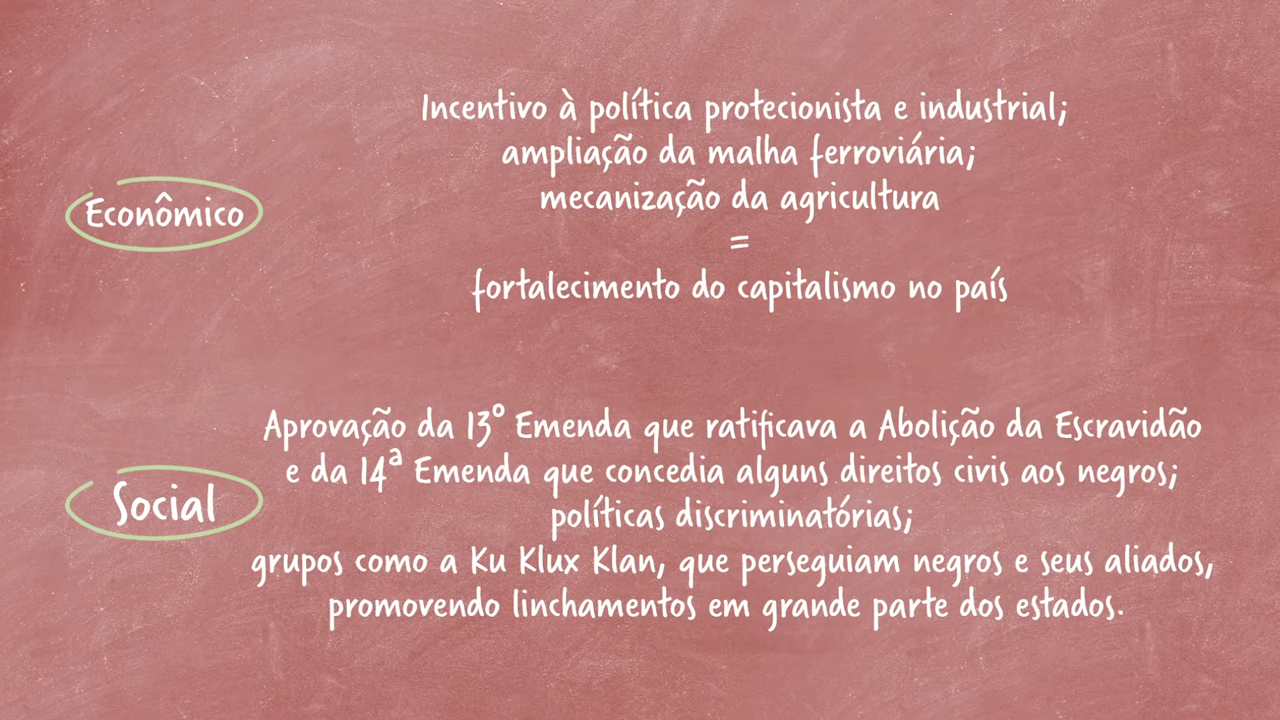 Econômico
Incentivo à política protecionista e industrial;
ampliação da malha ferroviária;
mecanização da agricultura
=
fortalecimento do capitalismo no país
Social
Aprovação da 13º Emenda que ratificava a Abolição da Escravidão
e da 14ª Emenda que concedia alguns direitos civis aos negros;
políticas discriminatórias;
grupos como a Ku Klux Klan, que perseguiam negros e seus aliados,
promovendo linchamentos em grande parte dos estados.